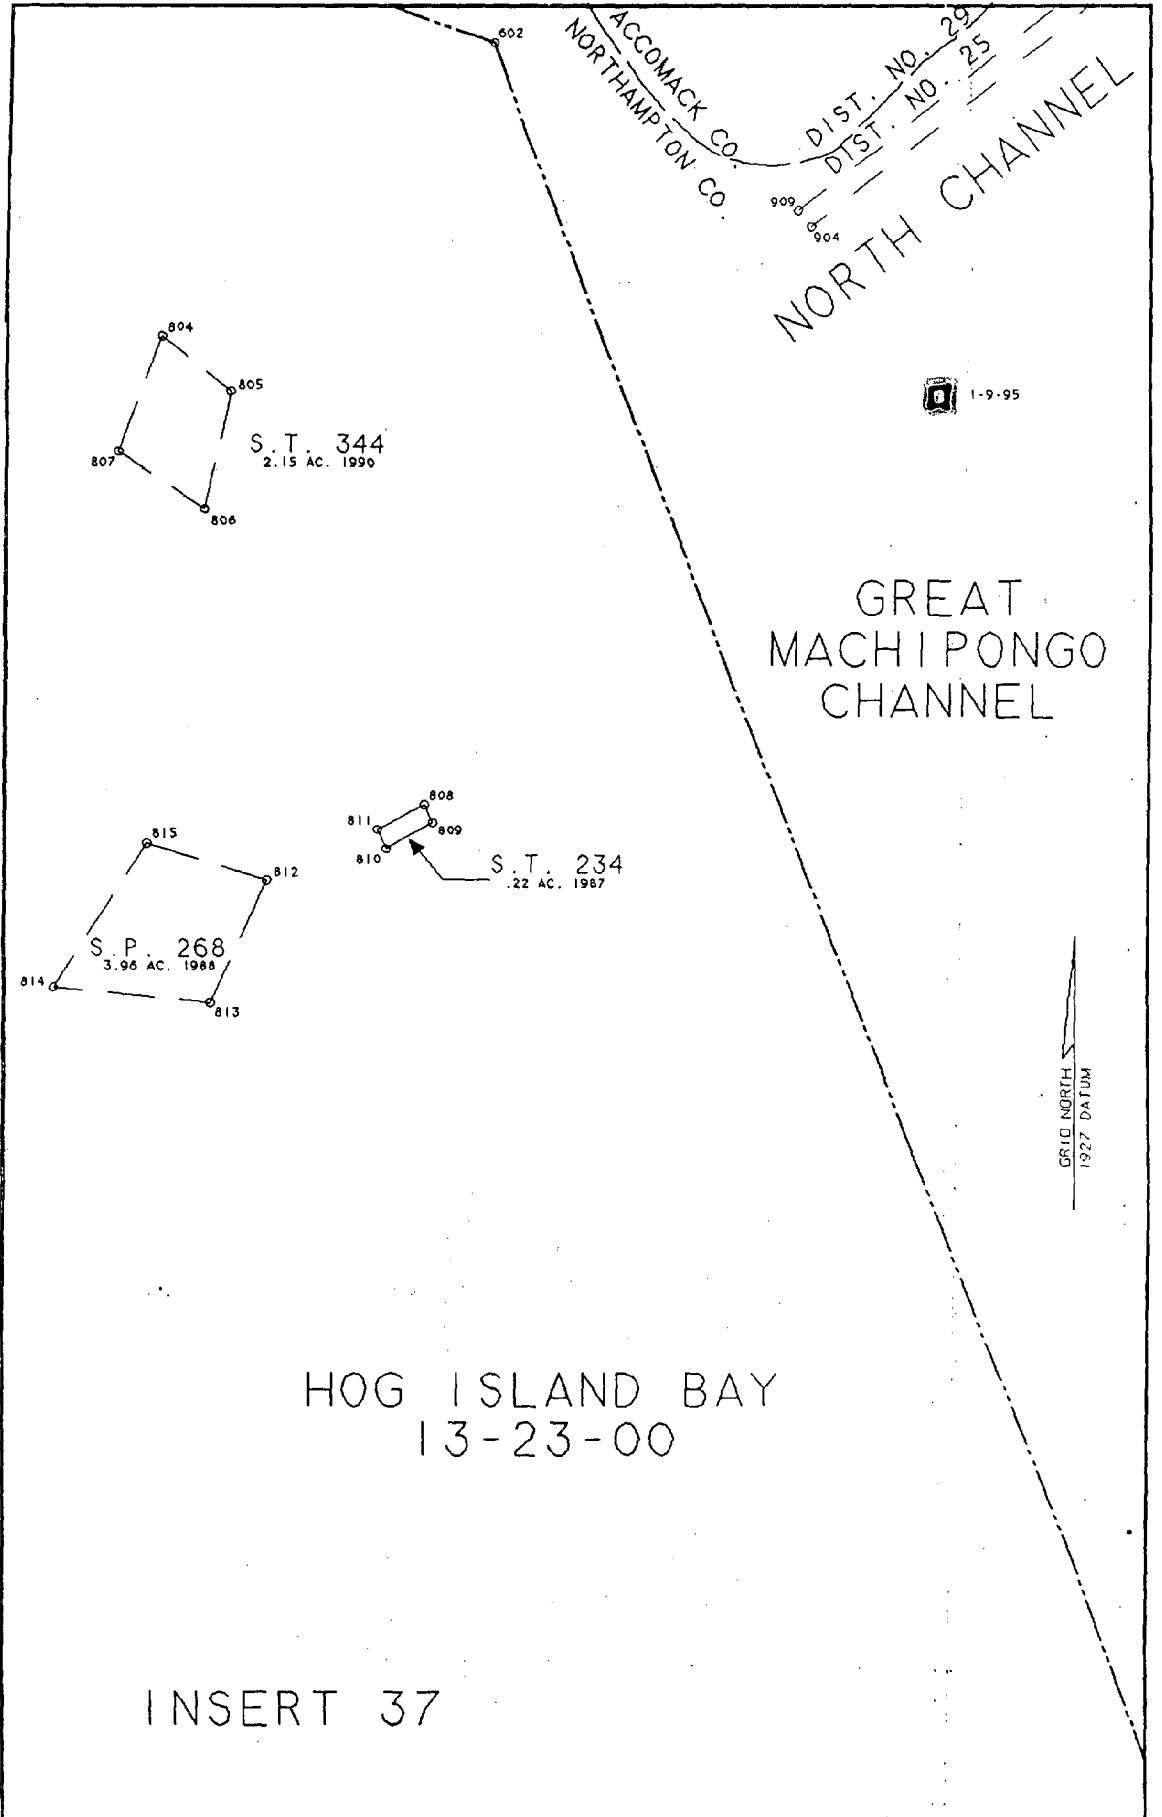 602
ACCOMACK CO.
NORTHAMPTON CO.
DIST. NO. 29
DIST. NO. 25
NORTH CHANNEL
909
904
804
805
1-9-95
S.T. 344
2.15 AC. 1990
807
806
GREAT
MACHIPONGO
CHANNEL
808
811
809
810
815
S.T. 234
.22 AC. 1987
812
S.P. 268
3.96 AC. 1988
814
813
GRID NORTH
1927 DATUM
HOG ISLAND BAY
13-23-00
INSERT 37